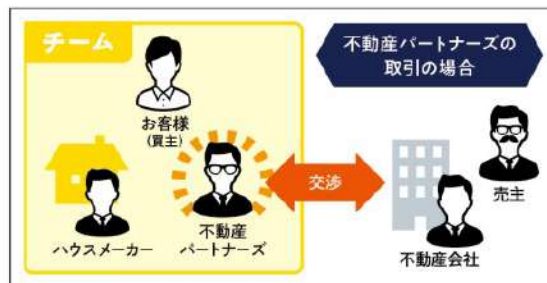 チーム
不動産パートナーズの
取引の場合
お客様
(買主)
ハウスメーカー
不動産
パートナーズ
交渉
売主
不動産会社